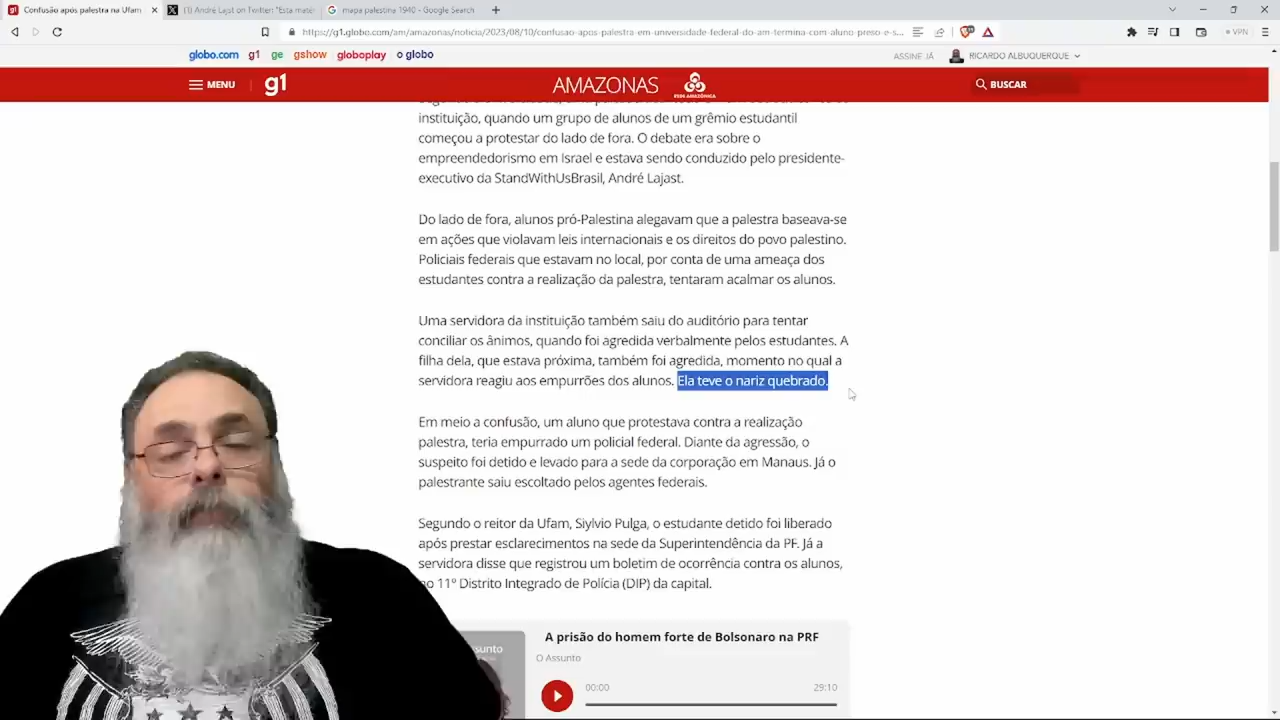 Confusão após palestra na Ufam
(1) André Lajst on Twitter: "Esta maté
mapa palestina 1940 - Google Search
https://g1.globo.com/am/amazonas/noticia/2023/08/10/confusao-apos-palestra-em-universidade-federal-do-am-termina-com-aluno-preso-e-s...
VPN
globo.com g1 ge gshow globoplay o globo
ASSINE JÁ RICARDO ALBUQUERQUE
MENU g1 AMAZONAS REDE AMAZÔNICA BUSCAR
instituição, quando um grupo de alunos de um grêmio estudantil
começou a protestar do lado de fora. O debate era sobre o
empreendedorismo em Israel e estava sendo conduzido pelo presidente-
executivo da StandWithUsBrasil, André Lajast.
Do lado de fora, alunos pró-Palestina alegavam que a palestra baseava-se
em ações que violavam leis internacionais e os direitos do povo palestino.
Policiais federais que estavam no local, por conta de uma ameaça dos
estudantes contra a realização da palestra, tentaram acalmar os alunos.
Uma servidora da instituição também saiu do auditório para tentar
conciliar os ânimos, quando foi agredida verbalmente pelos estudantes. A
filha dela, que estava próxima, também foi agredida, momento no qual a
servidora reagiu aos empurrões dos alunos. Ela teve o nariz quebrado.
Em meio a confusão, um aluno que protestava contra a realização
palestra, teria empurrado um policial federal. Diante da agressão, o
suspeito foi detido e levado para a sede da corporação em Manaus. Já o
palestrante saiu escoltado pelos agentes federais.
Segundo o reitor da Ufam, Siylvio Pulga, o estudante detido foi liberado
após prestar esclarecimentos na sede da Superintendência da PF. Já a
servidora disse que registrou um boletim de ocorrência contra os alunos,
no 11º Distrito Integrado de Polícia (DIP) da capital.
sunto
A prisão do homem forte de Bolsonaro na PRF
O Assunto
00:00 29:10